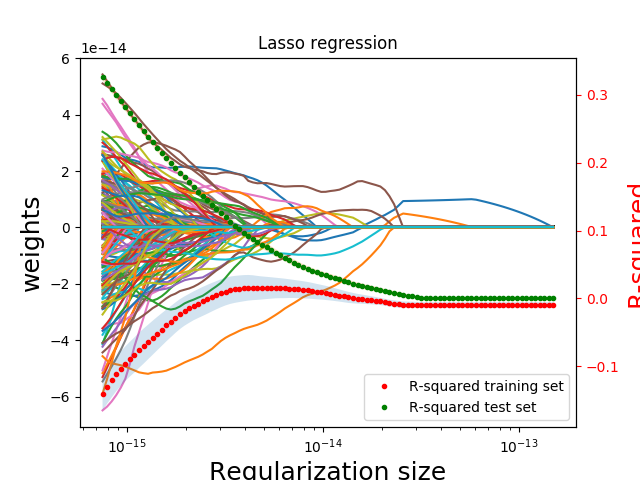 Lasso regression
1e−14
6
4
2
0
−2
−4
−6
weights
0.3
0.2
0.1
0.0
−0.1
R-squared
R-squared training set
R-squared test set
10⁻¹⁵
10⁻¹⁴
10⁻¹³
Regularization size